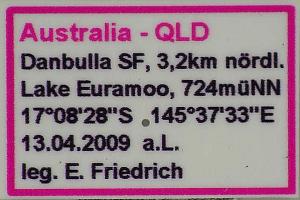 Australia - QLD
Danbulla SF, 3,2km nördl.
Lake Euramoo, 724müNN
17°08'28"S 145°37'33"E
13.04.2009 a.L.
leg. E. Friedrich